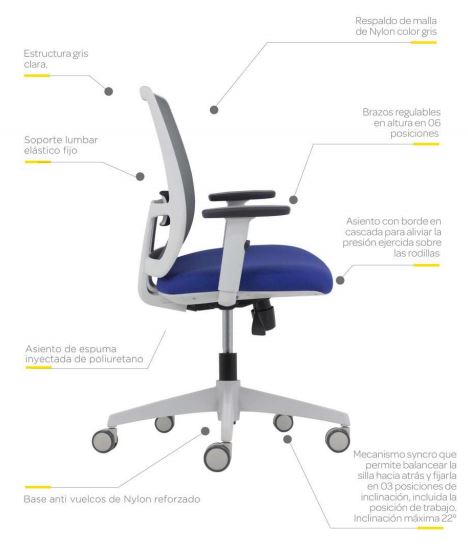 Respaldo de malla
de Nylon color gris
Estructura gris
clara.
Brazos regulables
en altura en 06
posiciones
Soporte lumbar
elástico fijo
Asiento con borde en
cascada para aliviar la
presión ejercida sobre
las rodillas
Asiento de espuma
inyectada de poliuretano
Mecanismo syncro que
permite balancear la
silla hacia atrás y fijarla
en 03 posiciones de
inclinación, incluida la
posición de trabajo.
Inclinación máxima 22º
Base anti vuelcos de Nylon reforzado